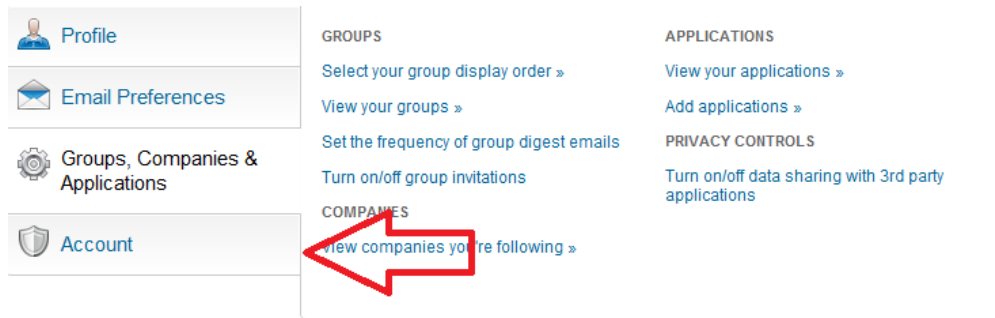 Profile
Email Preferences
Groups, Companies &
Applications
Account
GROUPS
Select your group display order »
View your groups »
Set the frequency of group digest emails
Turn on/off group invitations
COMPANIES
View companies you're following »
APPLICATIONS
View your applications »
Add applications »
PRIVACY CONTROLS
Turn on/off data sharing with 3rd party
applications